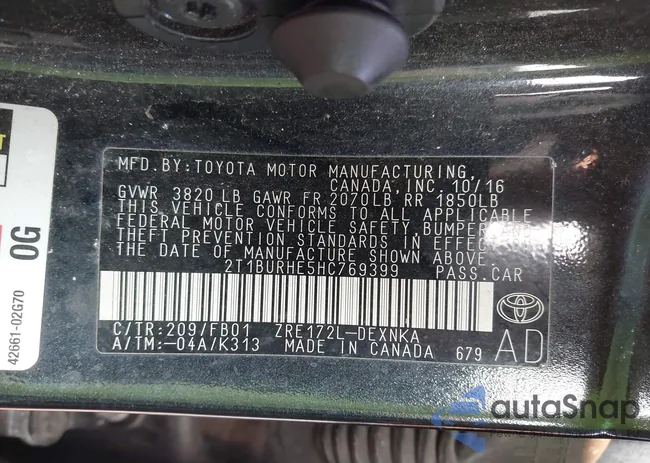 MFD. BY: TOYOTA MOTOR MANUFACTURING,
CANADA, INC. 10/16
GVWR 3820 LB GAWR FR 2070LB RR 1850LB
THIS VEHICLE CONFORMS TO ALL APPLICABLE
FEDERAL MOTOR VEHICLE SAFETY, BUMPER,
THEFT PREVENTION STANDARDS IN EFFECT ON
THE DATE OF MANUFACTURE SHOWN ABOVE.
2T1BURHE5HC769399 PASS.CAR
C/TR:209/FB01 ZRE172L-DEXNKA
A/TM:-04A/K313 MADE IN CANADA 679 AD
0G
42661-02G70
autoSnap